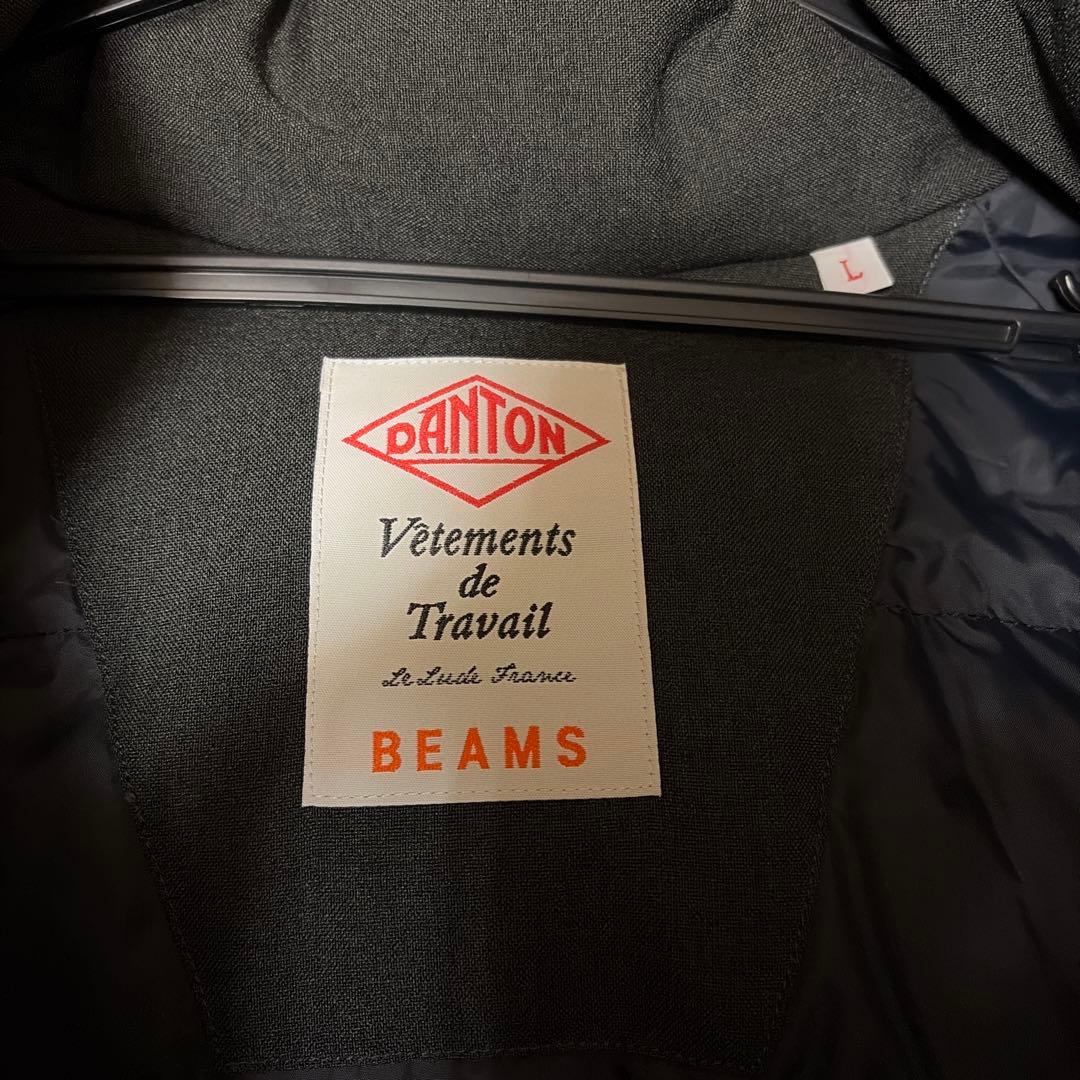 L
DANTON
Vêtements
de
Travail
Le Lude France
BEAMS